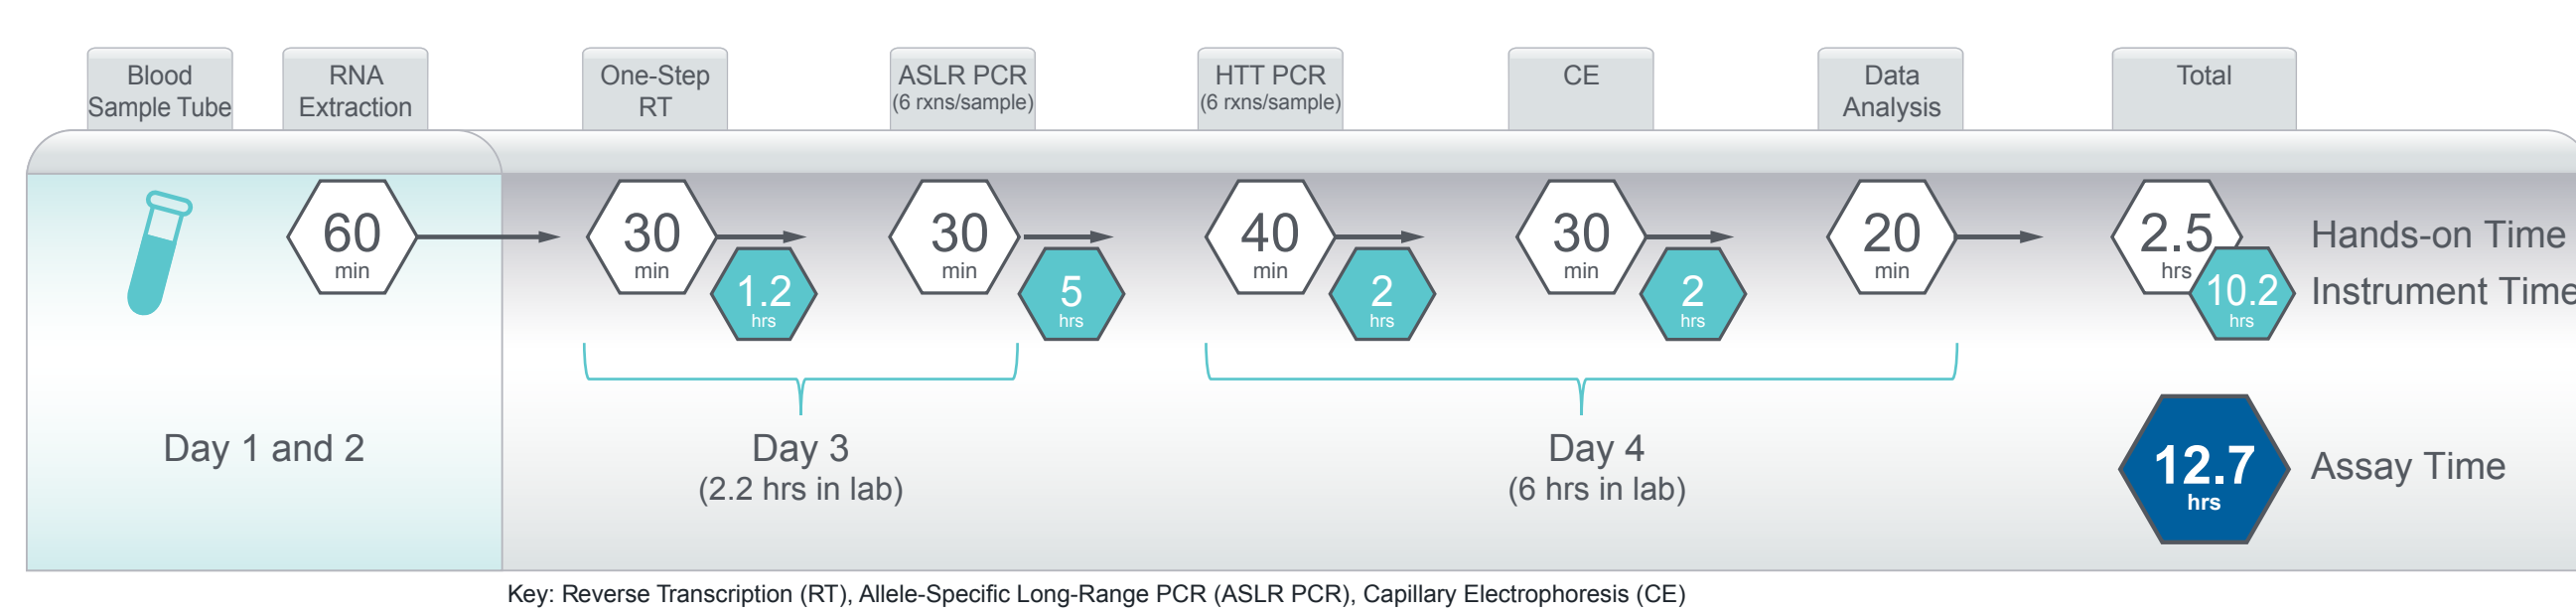 Blood
Sample Tube
RNA
Extraction
One-Step
RT
ASLR PCR
(6 rxns/sample)
HTT PCR
(6 rxns/sample)
CE
Data
Analysis
Total
60
min
30
min
1.2
hrs
30
min
5
hrs
40
min
2
hrs
30
min
2
hrs
20
min
2.5
hrs
10.2
hrs
Hands-on Time
Instrument Time
Day 1 and 2
Day 3
(2.2 hrs in lab)
Day 4
(6 hrs in lab)
12.7
hrs
Assay Time
Key: Reverse Transcription (RT), Allele-Specific Long-Range PCR (ASLR PCR), Capillary Electrophoresis (CE)